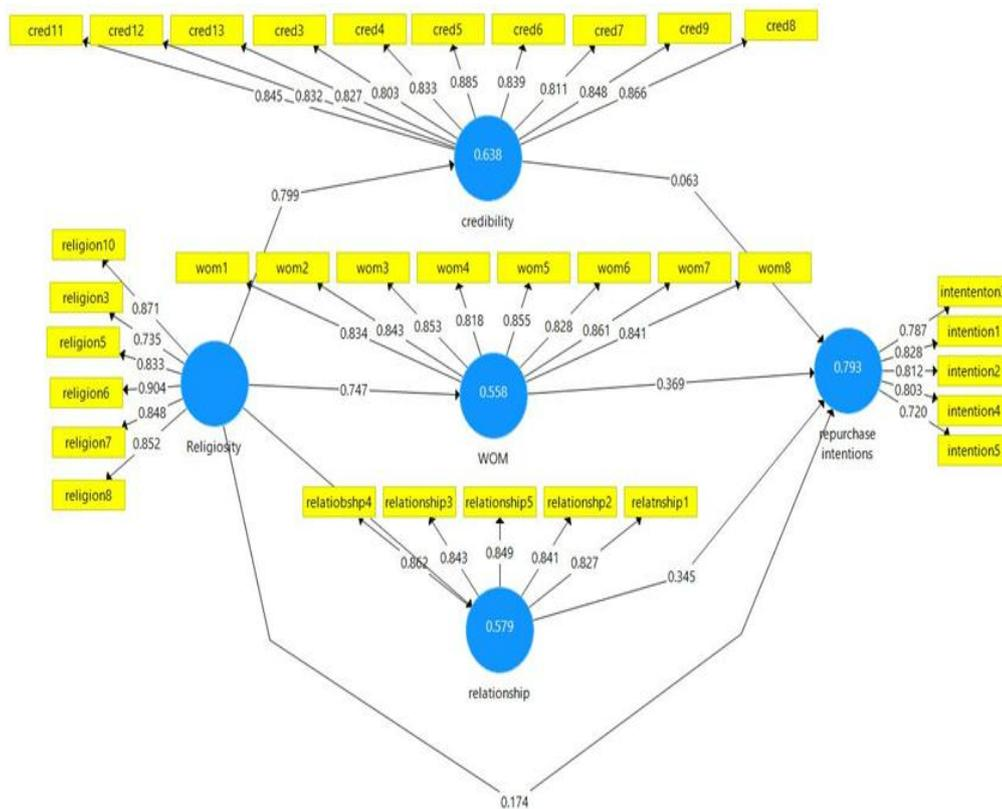 cred11 cred12 cred13 cred3 cred4 cred5 cred6 cred7 cred9 cred8
0.845 0.832 0.827 0.803 0.833 0.885 0.839 0.811 0.848 0.866
0.638
credibility
0.799
0.063
religion10
religion3
religion5
religion6
religion7
religion8
0.871
0.735
0.833
0.904
0.848
0.852
Religiosity
wom1 wom2 wom3 wom4 wom5 wom6 wom7 wom8
0.834 0.843 0.853 0.818 0.855 0.828 0.861 0.841
0.747
0.558
WOM
0.369
0.793
repurchase
intentions
0.787
0.828
0.812
0.803
0.720
intention1
intention2
intention4
intention5
relatiobshp4 relationship3 relationship5 relationshp2 relatnship1
0.862 0.843 0.849 0.841 0.827
0.579
relationship
0.345
0.174